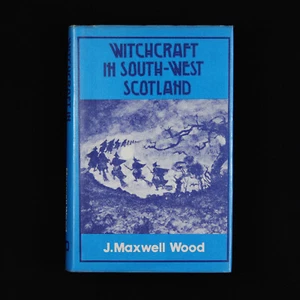 WITCHCRAFT
IN SOUTH-WEST
SCOTLAND
J. Maxwell Wood